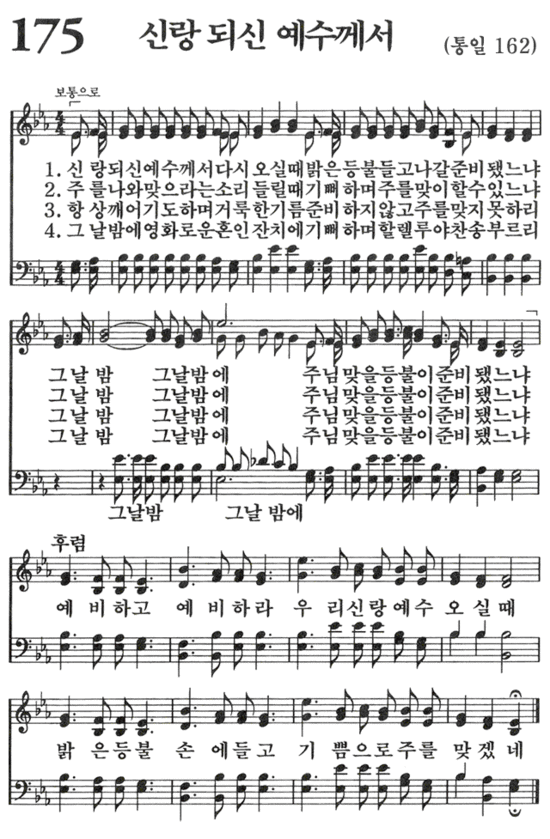 175 신랑 되신 예수께서 (통일 162)
보통으로
1. 신 랑되신예수께서다시 오실때 밝은등불들고나갈준비 됐느냐
2. 주 를나와맞으라는소리 들릴때기뻐하며주를맞이할수있느냐
3. 항 상깨어기도하며거룩한기름준비하지않고주를맞지못하리
4. 그 날밤에영화로운혼인잔치에기뻐하며할렐루야찬송부르리
그날 밤 그날밤에 주님 맞을등불이준비 됐느냐
그날 밤 그날밤에 주님 맞을등불이준비 됐느냐
그날 밤 그날밤에 주님 맞을등불이준비 됐느냐
그날 밤 그날밤에 주님 맞을등불이준비 됐느냐
그날밤 그날 밤에
후렴
예 비하고 예 비하라 우 리신랑예수 오 실때
밝 은등불 손 에들고 기 쁨으로주를 맞 겠네